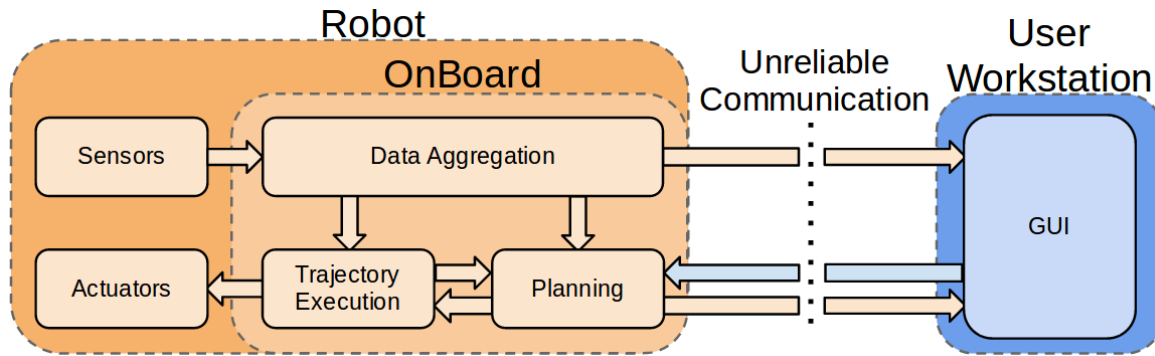 Robot
OnBoard
Unreliable
Communication
User
Workstation
Sensors
Data Aggregation
GUI
Actuators
Trajectory
Execution
Planning